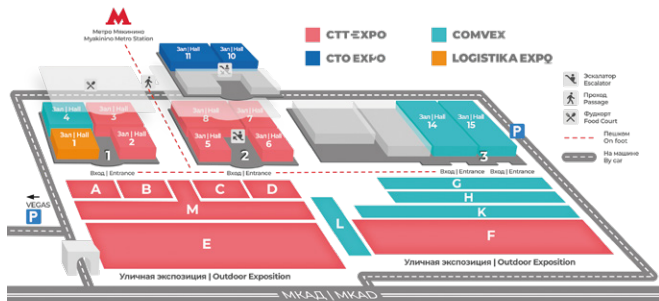 М
Метро Мякинино
Myakinino Metro Station
CTT EXPO
COMVEX
CTO EXPO
LOGISTIKA EXPO
Зал | Hall
11
Зал | Hall
10
Эскалатор
Escalator
Проход
Passage
Фудкорт
Food Court
Пешком
On foot
На машине
By car
Зал | Hall
4
Зал | Hall
3
Зал | Hall
1
Зал | Hall
2
1
Зал | Hall
8
Зал | Hall
7
Зал | Hall
5
Зал | Hall
6
2
Зал | Hall
14
Зал | Hall
15
3
P
Вход | Entrance
Вход | Entrance
Вход | Entrance
Вход | Entrance
A
B
C
D
G
H
M
K
L
E
F
VEGAS
P
Уличная экспозиция | Outdoor Exposition
Уличная экспозиция | Outdoor Exposition
МКАД | MKAD